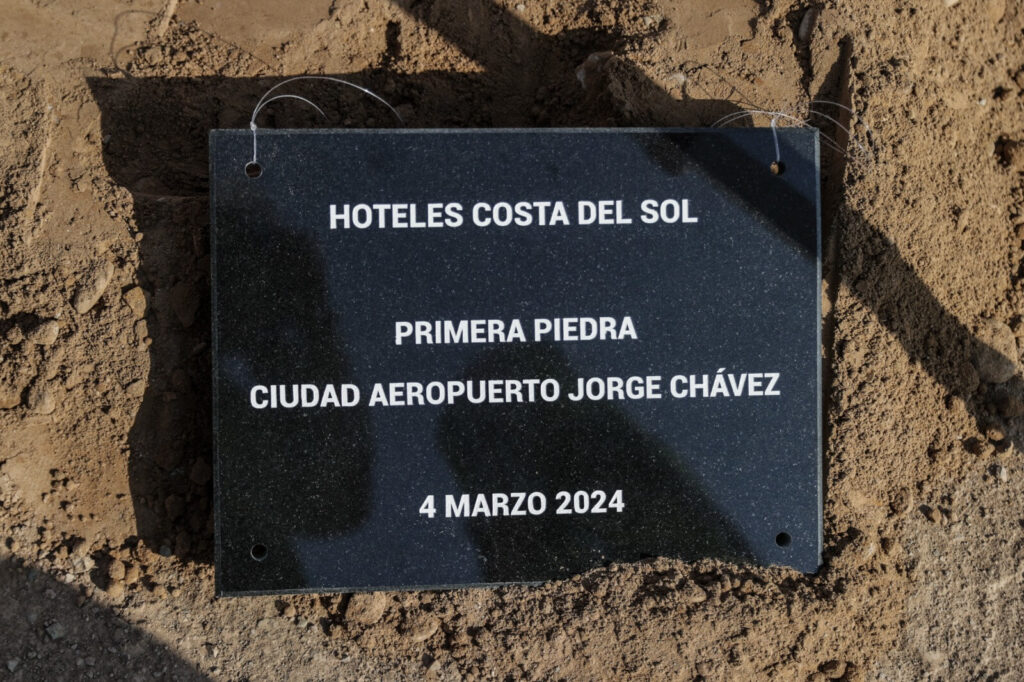 HOTELES COSTA DEL SOL
PRIMERA PIEDRA
CIUDAD AEROPUERTO JORGE CHÁVEZ
4 MARZO 2024